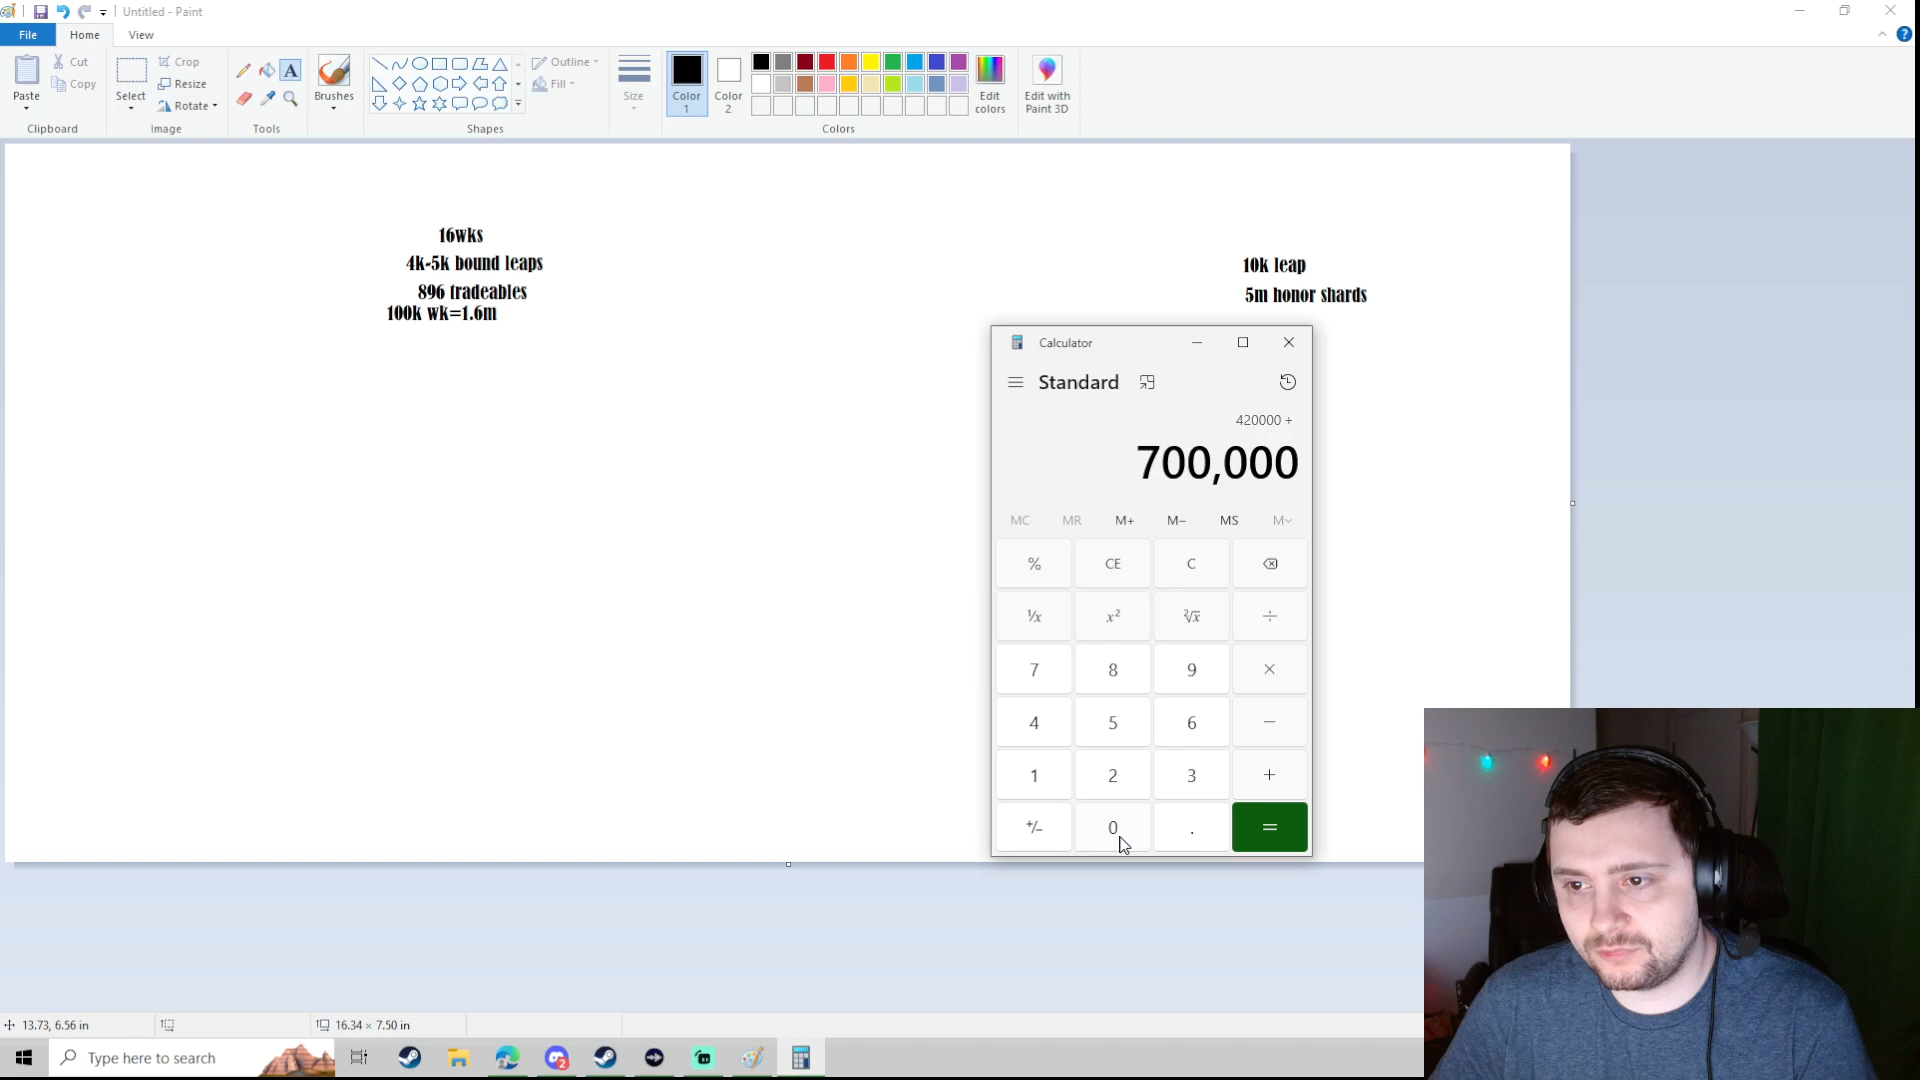 Untitled - Paint
File
Home
View
Paste
Cut
Copy
Clipboard
Select
Crop
Resize
Rotate
Image
A
Tools
Brushes
Shapes
Outline
Fill
Size
Color
1
Color
2
Edit
colors
Colors
Edit with
Paint 3D
?
16wks
4k-5k bound leaps
896 tradeables
100k wk=1.6m
10k leap
5m honor shards
Calculator
Standard
420000 +
700,000
MC MR M+ M− MS M
% CE C
1/x x² ²√x ÷
7 8 9 ×
4 5 6 −
1 2 3 +
+/− 0 . =
13.73, 6.56 in
16.34 × 7.50 in
Type here to search
2